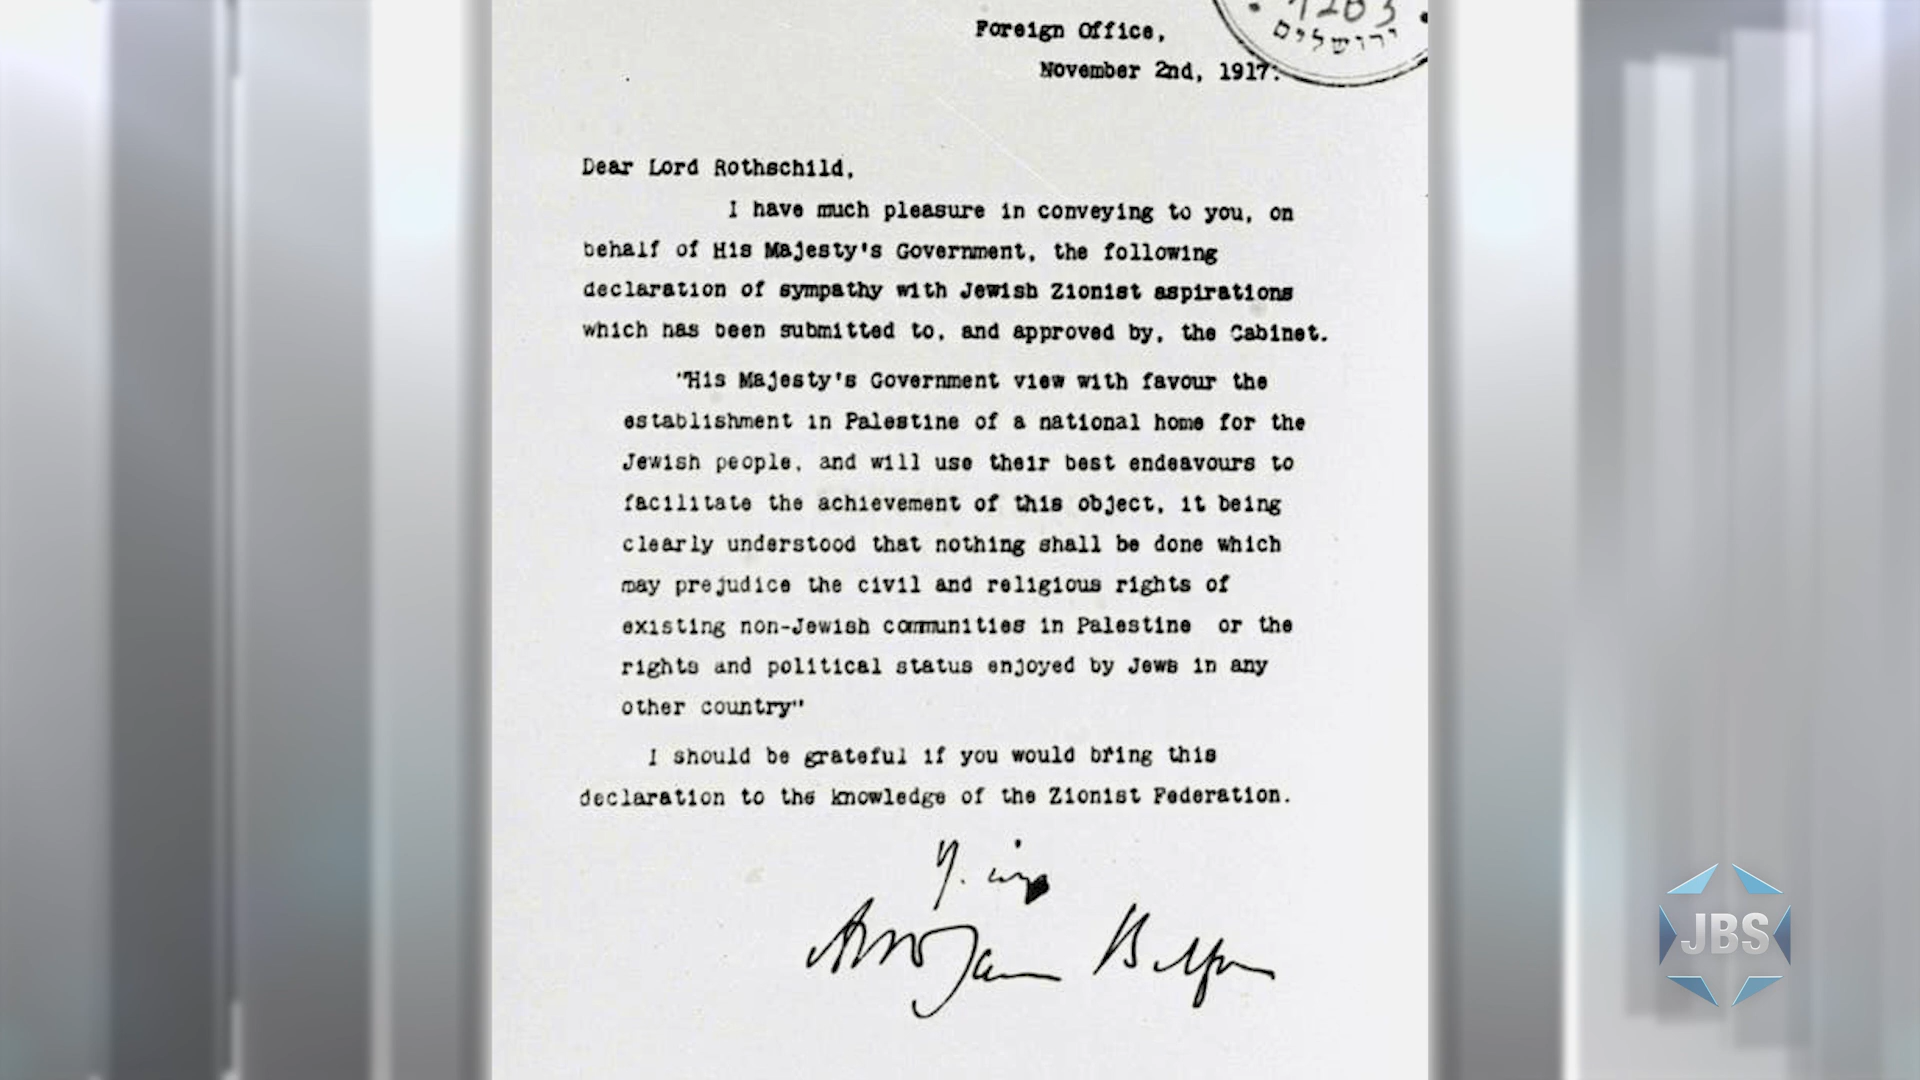 Foreign Office,
November 2nd, 1917.
ירושלים
Dear Lord Rothschild,
I have much pleasure in conveying to you, on
behalf of His Majesty's Government, the following
declaration of sympathy with Jewish Zionist aspirations
which has been submitted to, and approved by, the Cabinet.
"His Majesty's Government view with favour the
establishment in Palestine of a national home for the
Jewish people, and will use their best endeavours to
facilitate the achievement of this object, it being
clearly understood that nothing shall be done which
may prejudice the civil and religious rights of
existing non-Jewish communities in Palestine or the
rights and political status enjoyed by Jews in any
other country"
I should be grateful if you would bring this
declaration to the knowledge of the Zionist Federation.
Arthur James Balfour
JBS